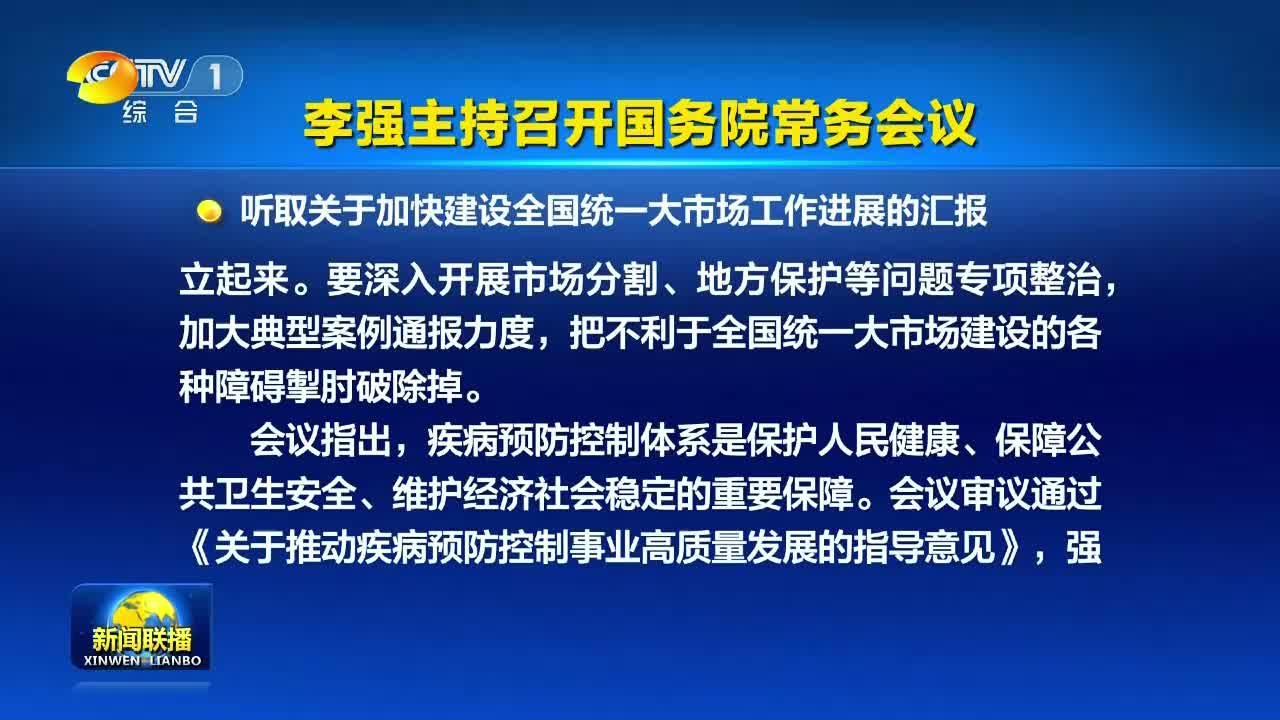 CCTV 1
综合
李强主持召开国务院常务会议
听取关于加快建设全国统一大市场工作进展的汇报
立起来。要深入开展市场分割、地方保护等问题专项整治，
加大典型案例通报力度，把不利于全国统一大市场建设的各
种障碍掣肘破除掉。
会议指出，疾病预防控制体系是保护人民健康、保障公
共卫生安全、维护经济社会稳定的重要保障。会议审议通过
《关于推动疾病预防控制事业高质量发展的指导意见》，强
新闻联播
XINWEN LIANBO